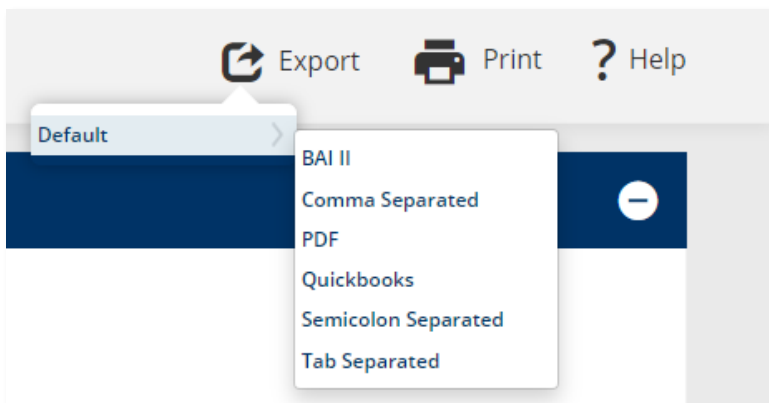 Export Print ? Help
Default
BAI II
Comma Separated
PDF
Quickbooks
Semicolon Separated
Tab Separated